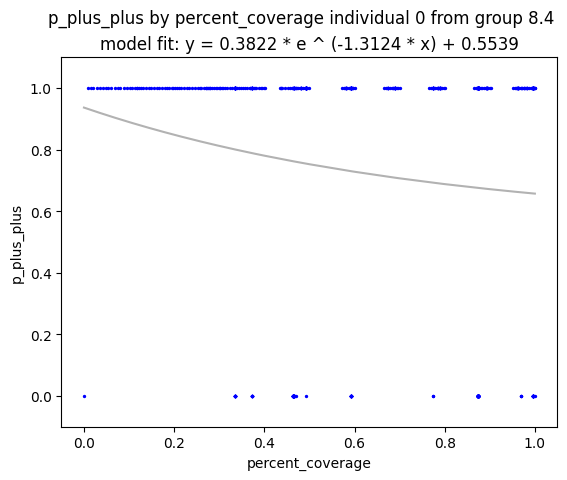 p_plus_plus by percent_coverage individual 0 from group 8.4
model fit: y = 0.3822 * e ^ (-1.3124 * x) + 0.5539
1.0
0.8
0.6
0.4
0.2
0.0
p_plus_plus
0.0 0.2 0.4 0.6 0.8 1.0
percent_coverage